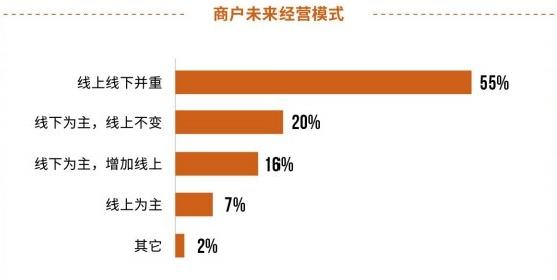 商户未来经营模式
线上线下并重 55%
线下为主，线上不变 20%
线下为主，增加线上 16%
线上为主 7%
其它 2%